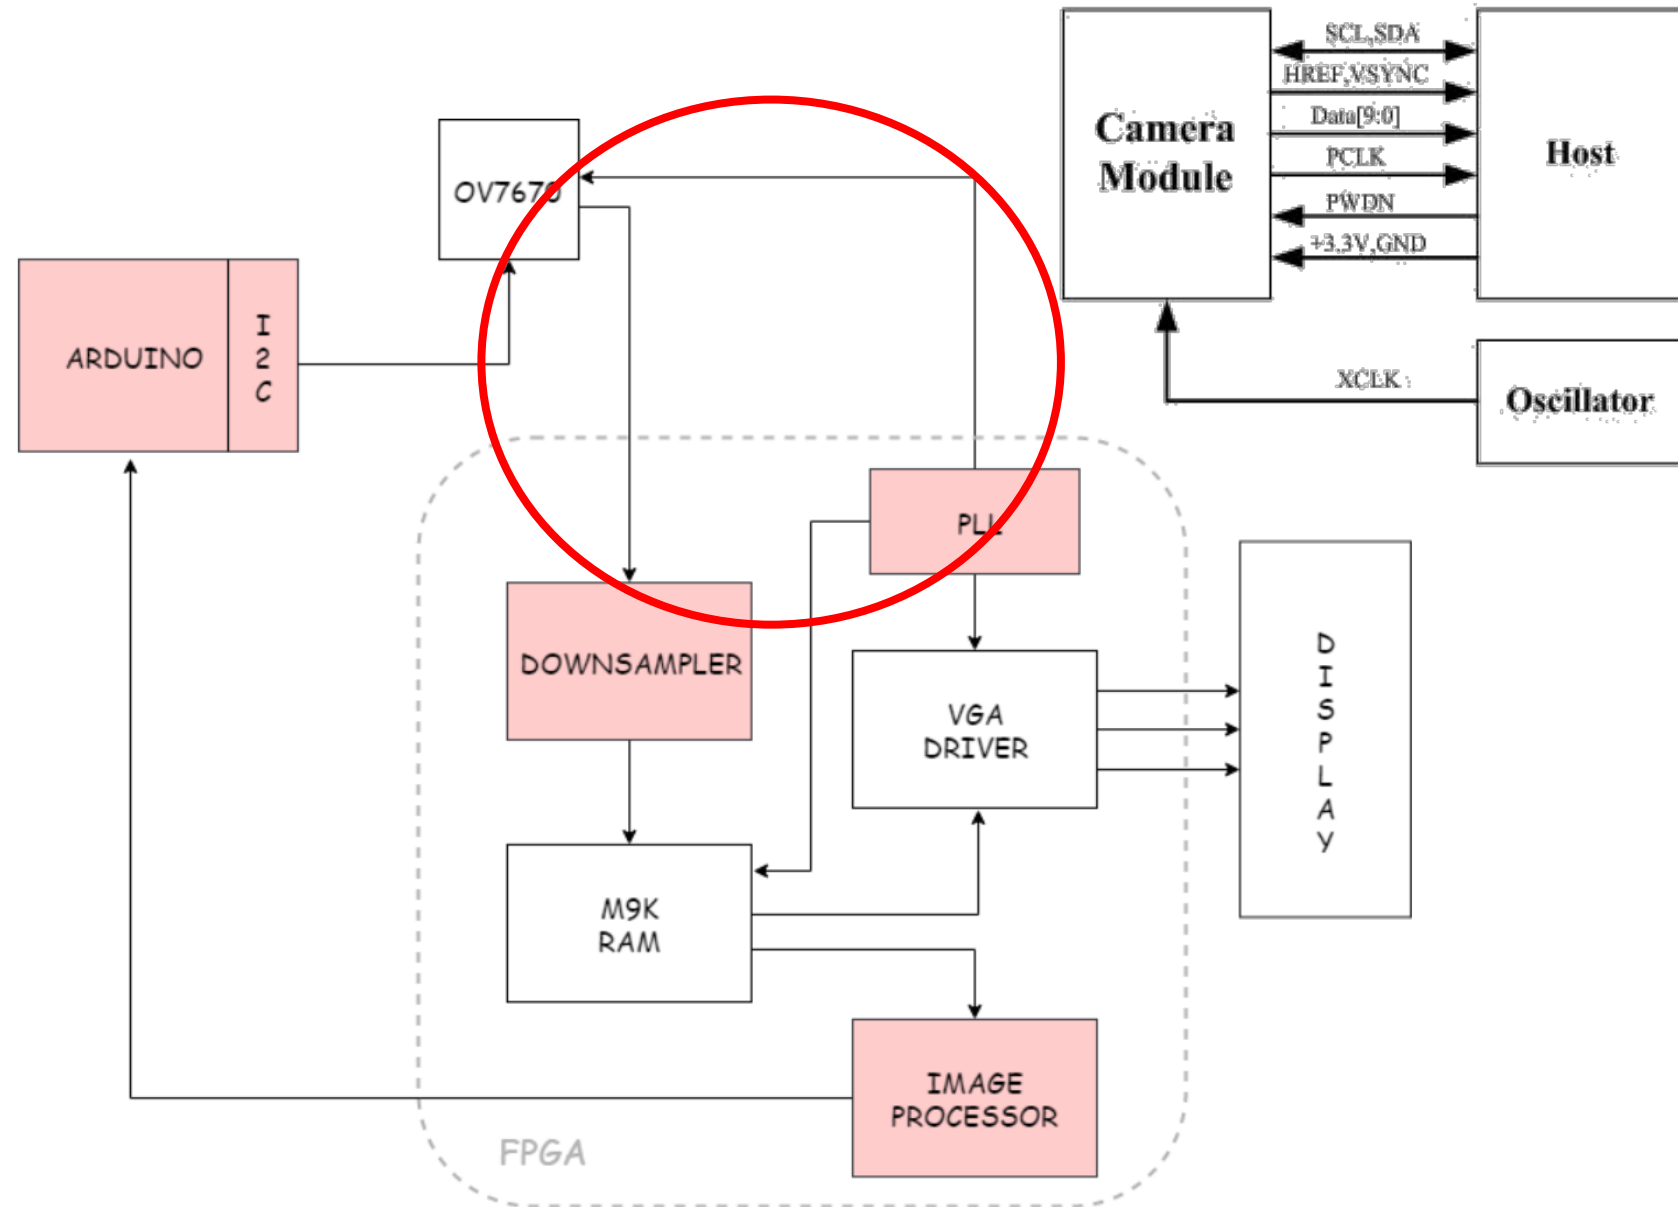 SCL,SDA
HREF,VSYNC
Data[9:0]
PCLK
PWDN
+3.3V,GND
Camera
Module
Host
XCLK
Oscillator
OV7670
ARDUINO
I
2
C
PLL
DOWNSAMPLER
VGA
DRIVER
D
I
S
P
L
A
Y
M9K
RAM
IMAGE
PROCESSOR
FPGA